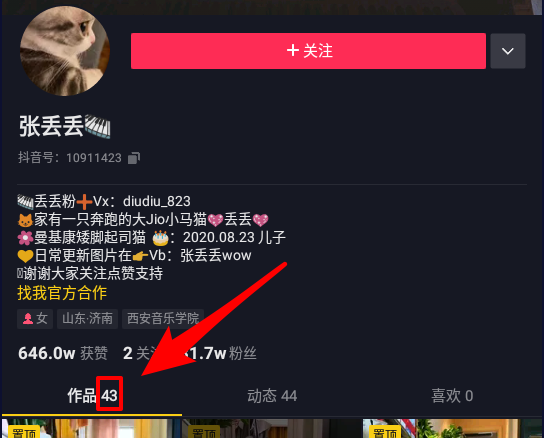 关注
张丢丢
抖音号：10911423
丢丢粉➕Vx：diudiu_823
家有一只奔跑的大Jio小马猫💖丢丢💖
曼基康矮脚起司猫 🎂：2020.08.23 儿子
日常更新图片在👉Vb：张丢丢wow
谢谢大家关注点赞支持
找我官方合作
女 山东·济南 西安音乐学院
646.0w 获赞 2 关 1.7w 粉丝
作品 43 动态 44 喜欢 0
置顶 置顶 置顶